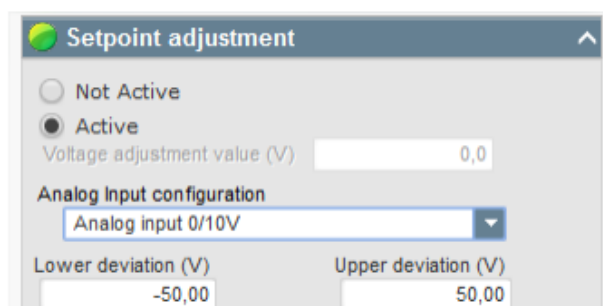 Setpoint adjustment
Not Active
Active
Voltage adjustment value (V) 0,0
Analog Input configuration
Analog input 0/10V
Lower deviation (V) Upper deviation (V)
-50,00 50,00